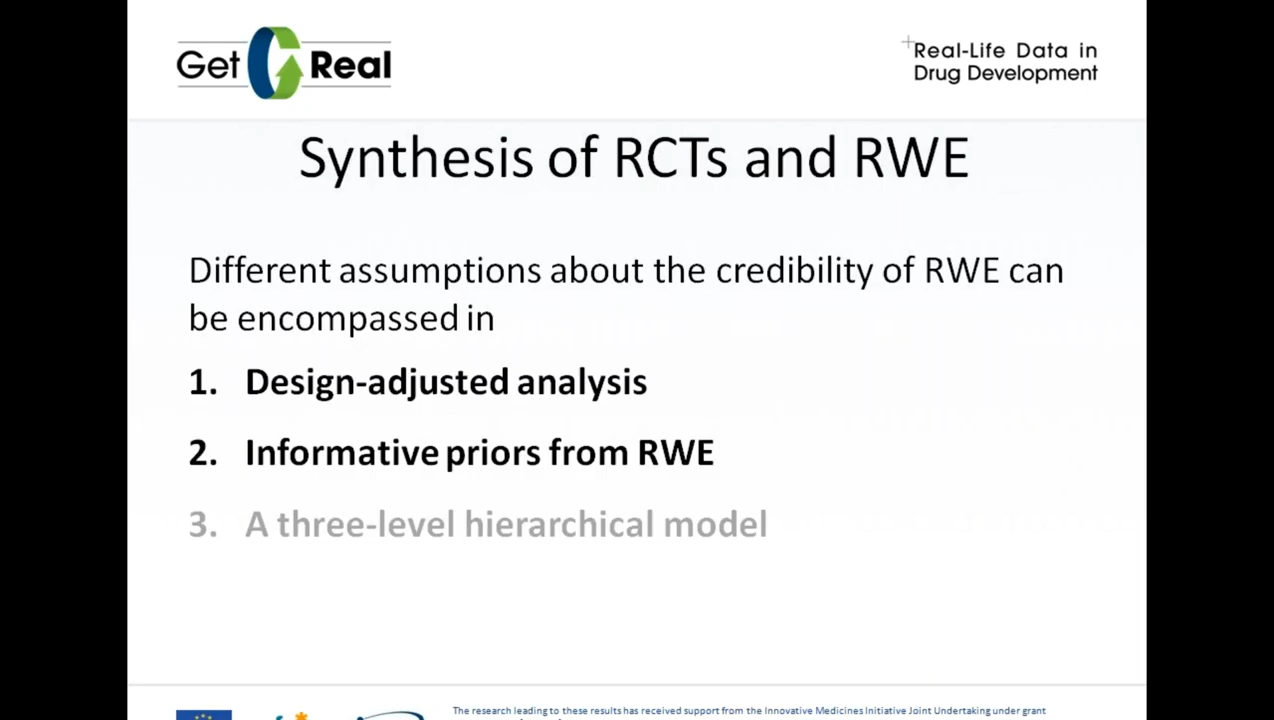 Get Real
Real-Life Data in
Drug Development
Synthesis of RCTs and RWE
Different assumptions about the credibility of RWE can
be encompassed in
1. Design-adjusted analysis
2. Informative priors from RWE
3. A three-level hierarchical model
The research leading to these results has received support from the Innovative Medicines Initiative Joint Undertaking under grant